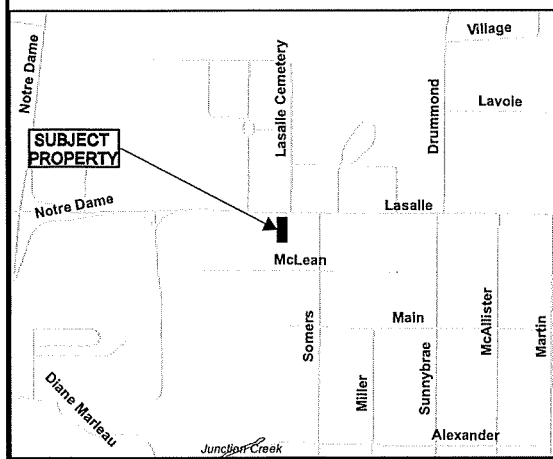 Village
Notre Dame
Lasalle Cemetery
Drummond
Lavoie
SUBJECT
PROPERTY
Notre Dame
Lasalle
McLean
Somers
Main
McAllister
Martin
Miller
Sunnybrae
Diane Marleau
Alexander
Junction Creek